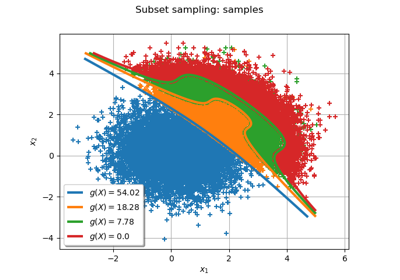 Subset sampling: samples
x₂
4
2
0
−2
−4
g(X) = 54.02
g(X) = 18.28
g(X) = 7.78
g(X) = 0.0
−2 0 2 4 6
x₁